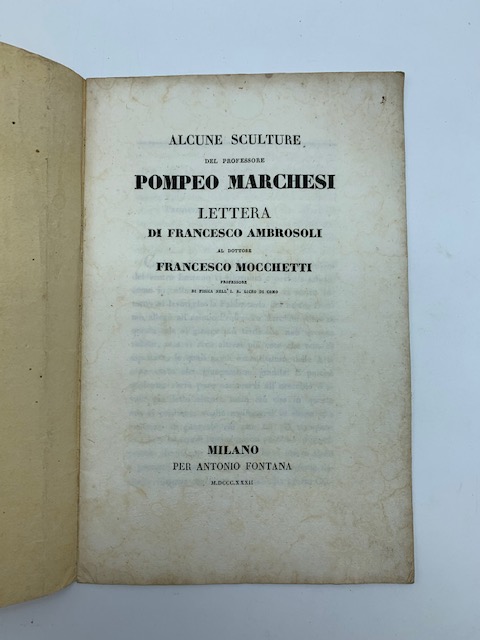 ALCUNE SCULTURE
DEL PROFESSORE
POMPEO MARCHESI
LETTERA
DI FRANCESCO AMBROSOLI
AL DOTTORE
FRANCESCO MOCCHETTI
PROFESSORE
DI FISICA NELL' I. R. LICEO DI COMO
MILANO
PER ANTONIO FONTANA
M.DCCC.XXXII